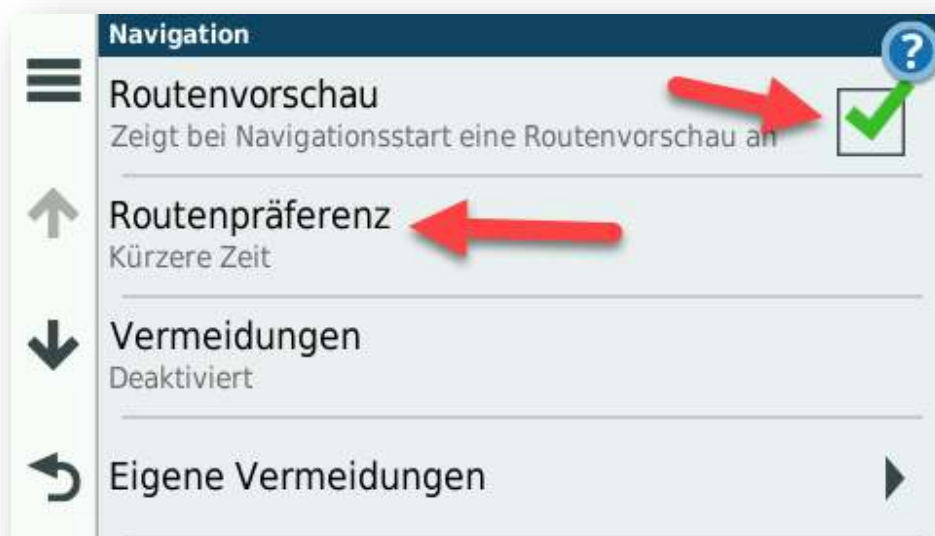 Navigation
?
Routenvorschau
Zeigt bei Navigationsstart eine Routenvorschau an
Routenpräferenz
Kürzere Zeit
Vermeidungen
Deaktiviert
Eigene Vermeidungen